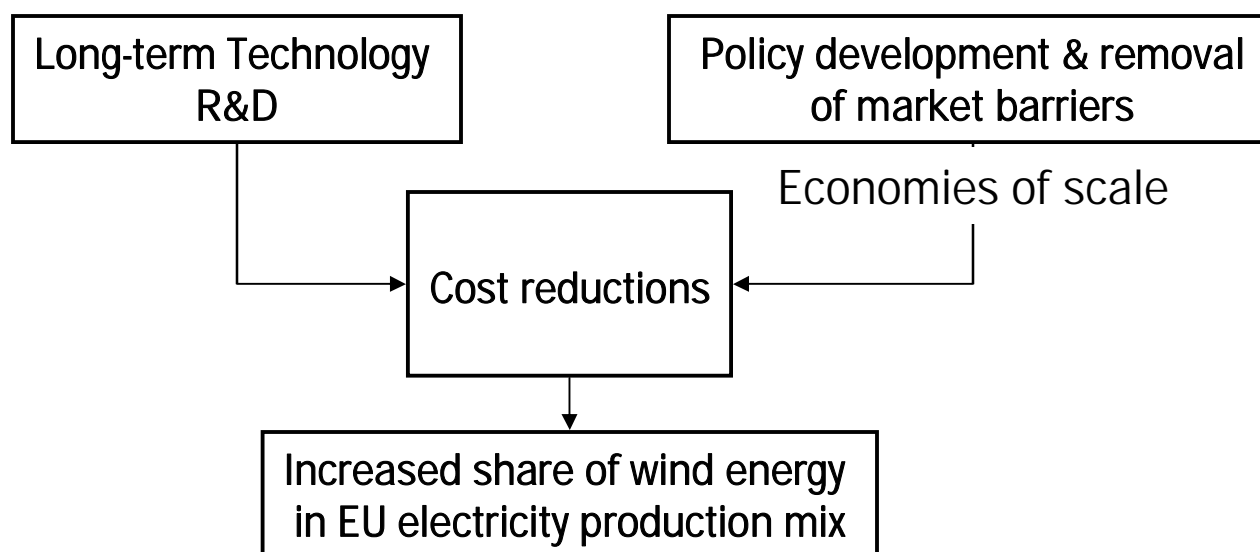 Long-term Technology
R&D
Policy development & removal
of market barriers
Economies of scale
Cost reductions
Increased share of wind energy
in EU electricity production mix